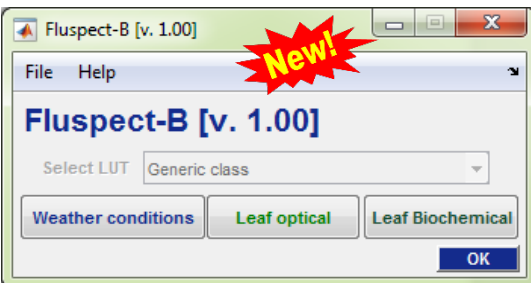 Fluspect-B [v. 1.00]
New!
File Help
Fluspect-B [v. 1.00]
Select LUT Generic class
Weather conditions Leaf optical Leaf Biochemical
OK